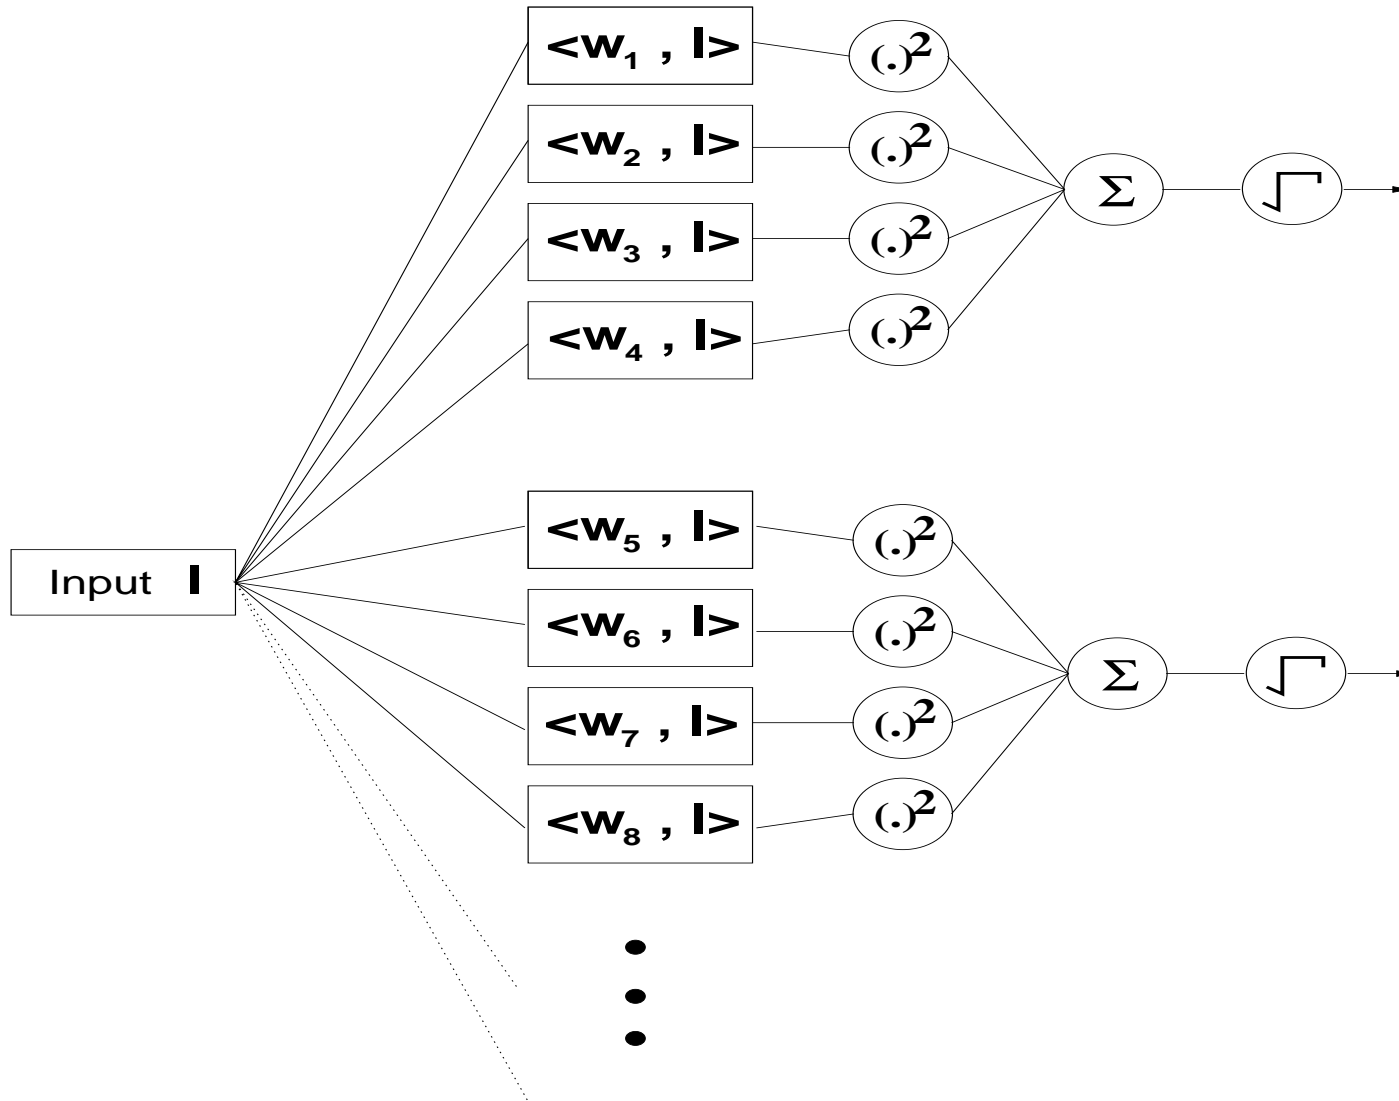 <w₁ , I> (.)²
<w₂ , I> (.)²
Σ √
<w₃ , I> (.)²
<w₄ , I> (.)²
<w₅ , I> (.)²
Input I
<w₆ , I> (.)²
Σ √
<w₇ , I> (.)²
<w₈ , I> (.)²